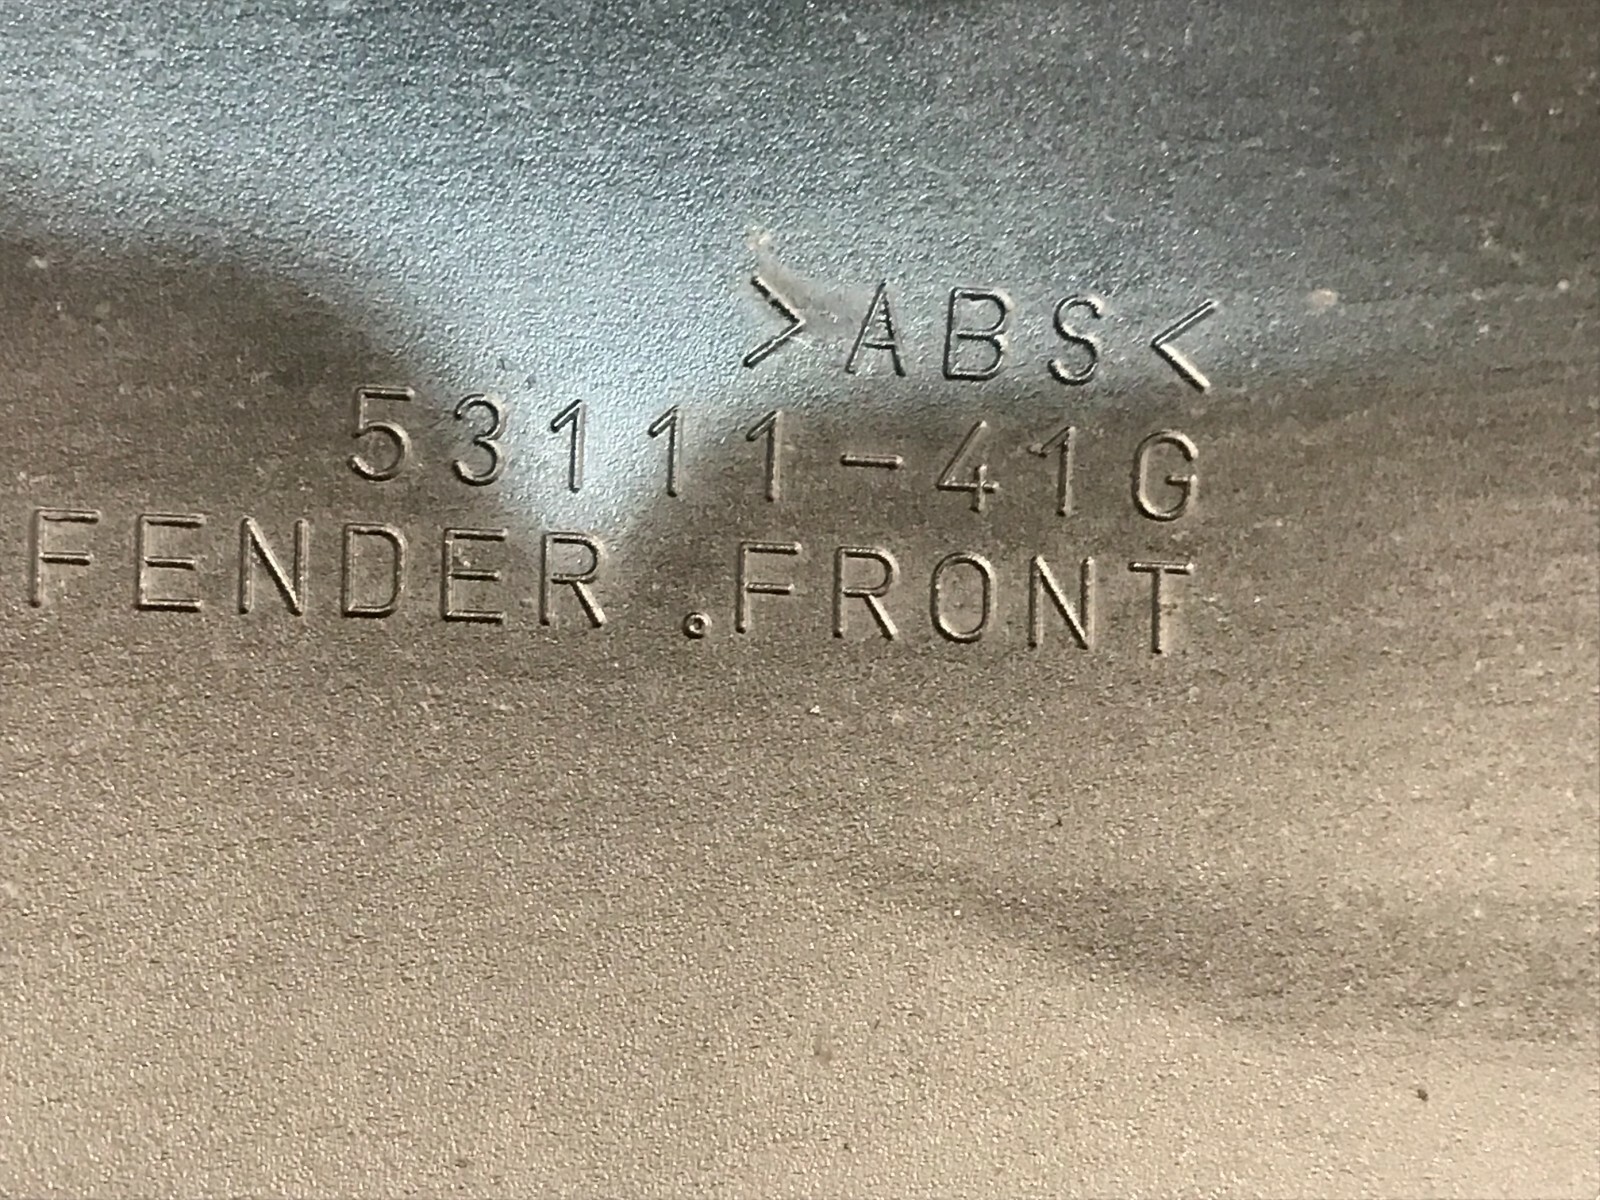 >ABS<
53111-41G
FENDER .FRONT